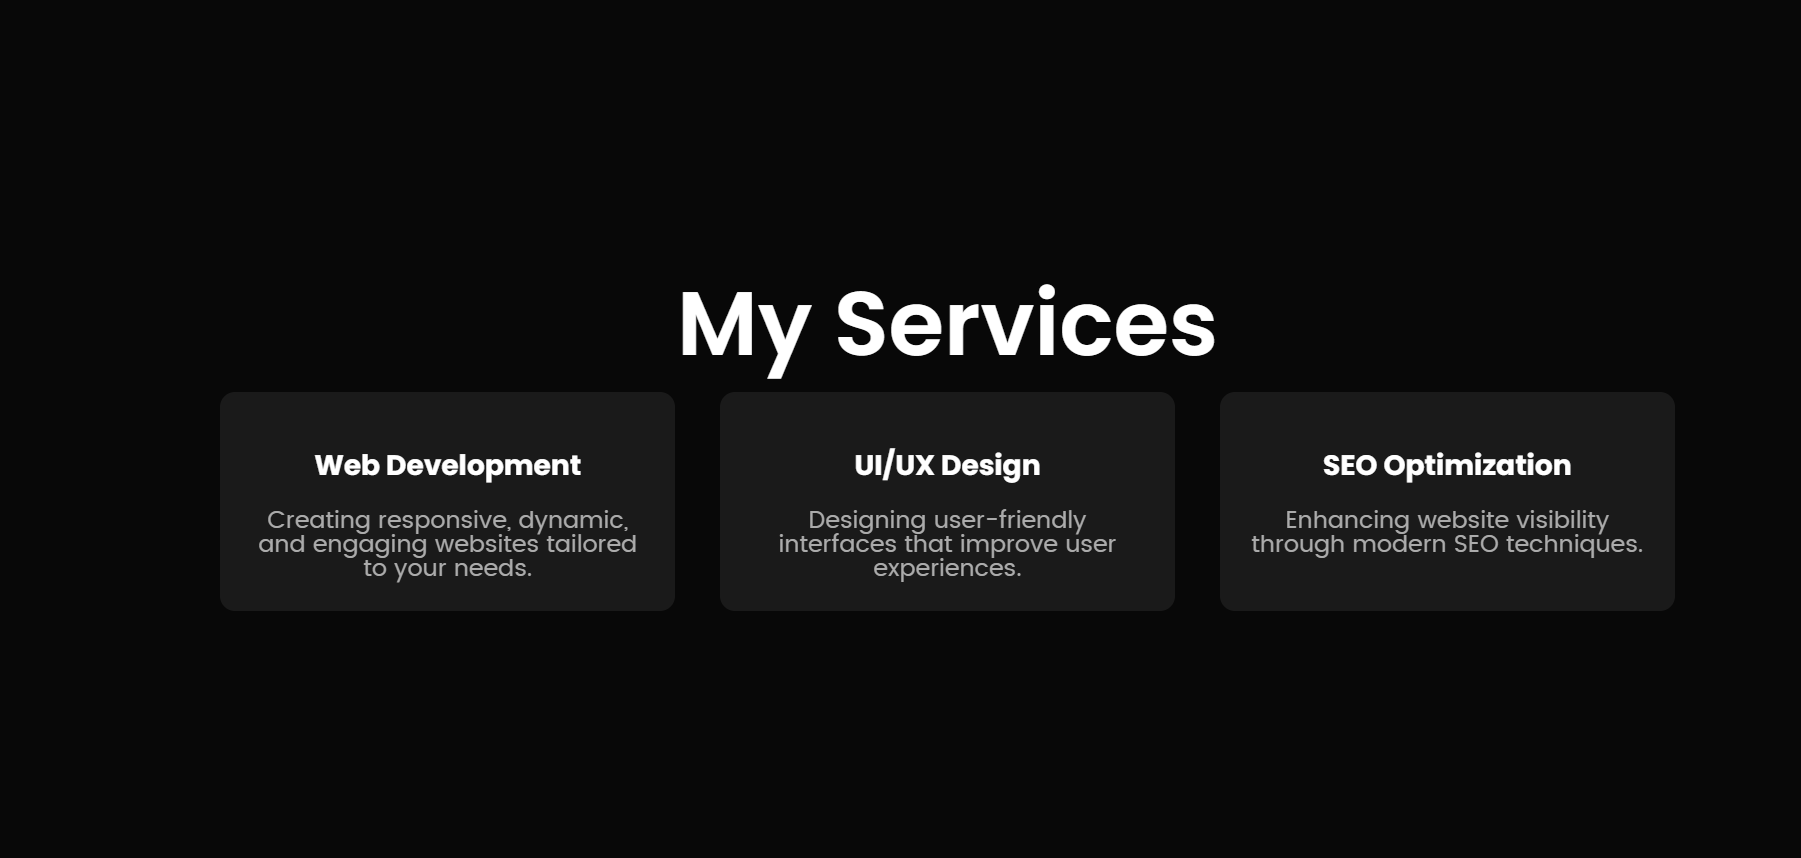 My Services
Web Development
Creating responsive, dynamic,
and engaging websites tailored
to your needs.
UI/UX Design
Designing user-friendly
interfaces that improve user
experiences.
SEO Optimization
Enhancing website visibility
through modern SEO techniques.